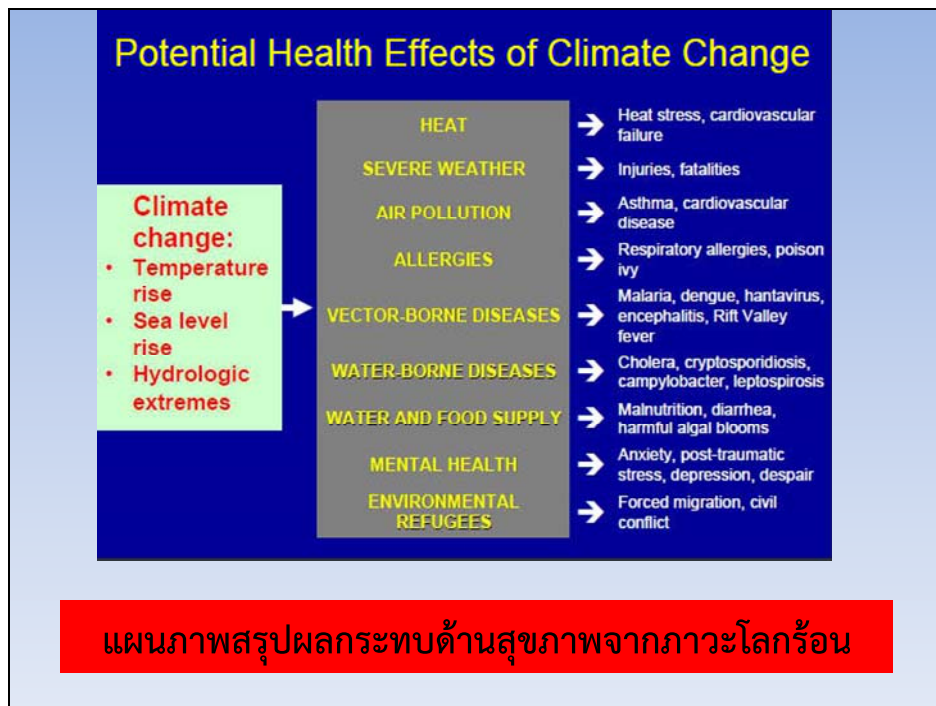 Potential Health Effects of Climate Change
Climate
change:
• Temperature
rise
• Sea level
rise
• Hydrologic
extremes
HEAT
Heat stress, cardiovascular
failure
SEVERE WEATHER
Injuries, fatalities
AIR POLLUTION
Asthma, cardiovascular
disease
ALLERGIES
Respiratory allergies, poison
ivy
VECTOR-BORNE DISEASES
Malaria, dengue, hantavirus,
encephalitis, Rift Valley
fever
WATER-BORNE DISEASES
Cholera, cryptosporidiosis,
campylobacter, leptospirosis
WATER AND FOOD SUPPLY
Malnutrition, diarrhea,
harmful algal blooms
MENTAL HEALTH
Anxiety, post-traumatic
stress, depression, despair
ENVIRONMENTAL
REFUGEES
Forced migration, civil
conflict
แผนภาพสรุปผลกระทบด้านสุขภาพจากภาวะโลกร้อน